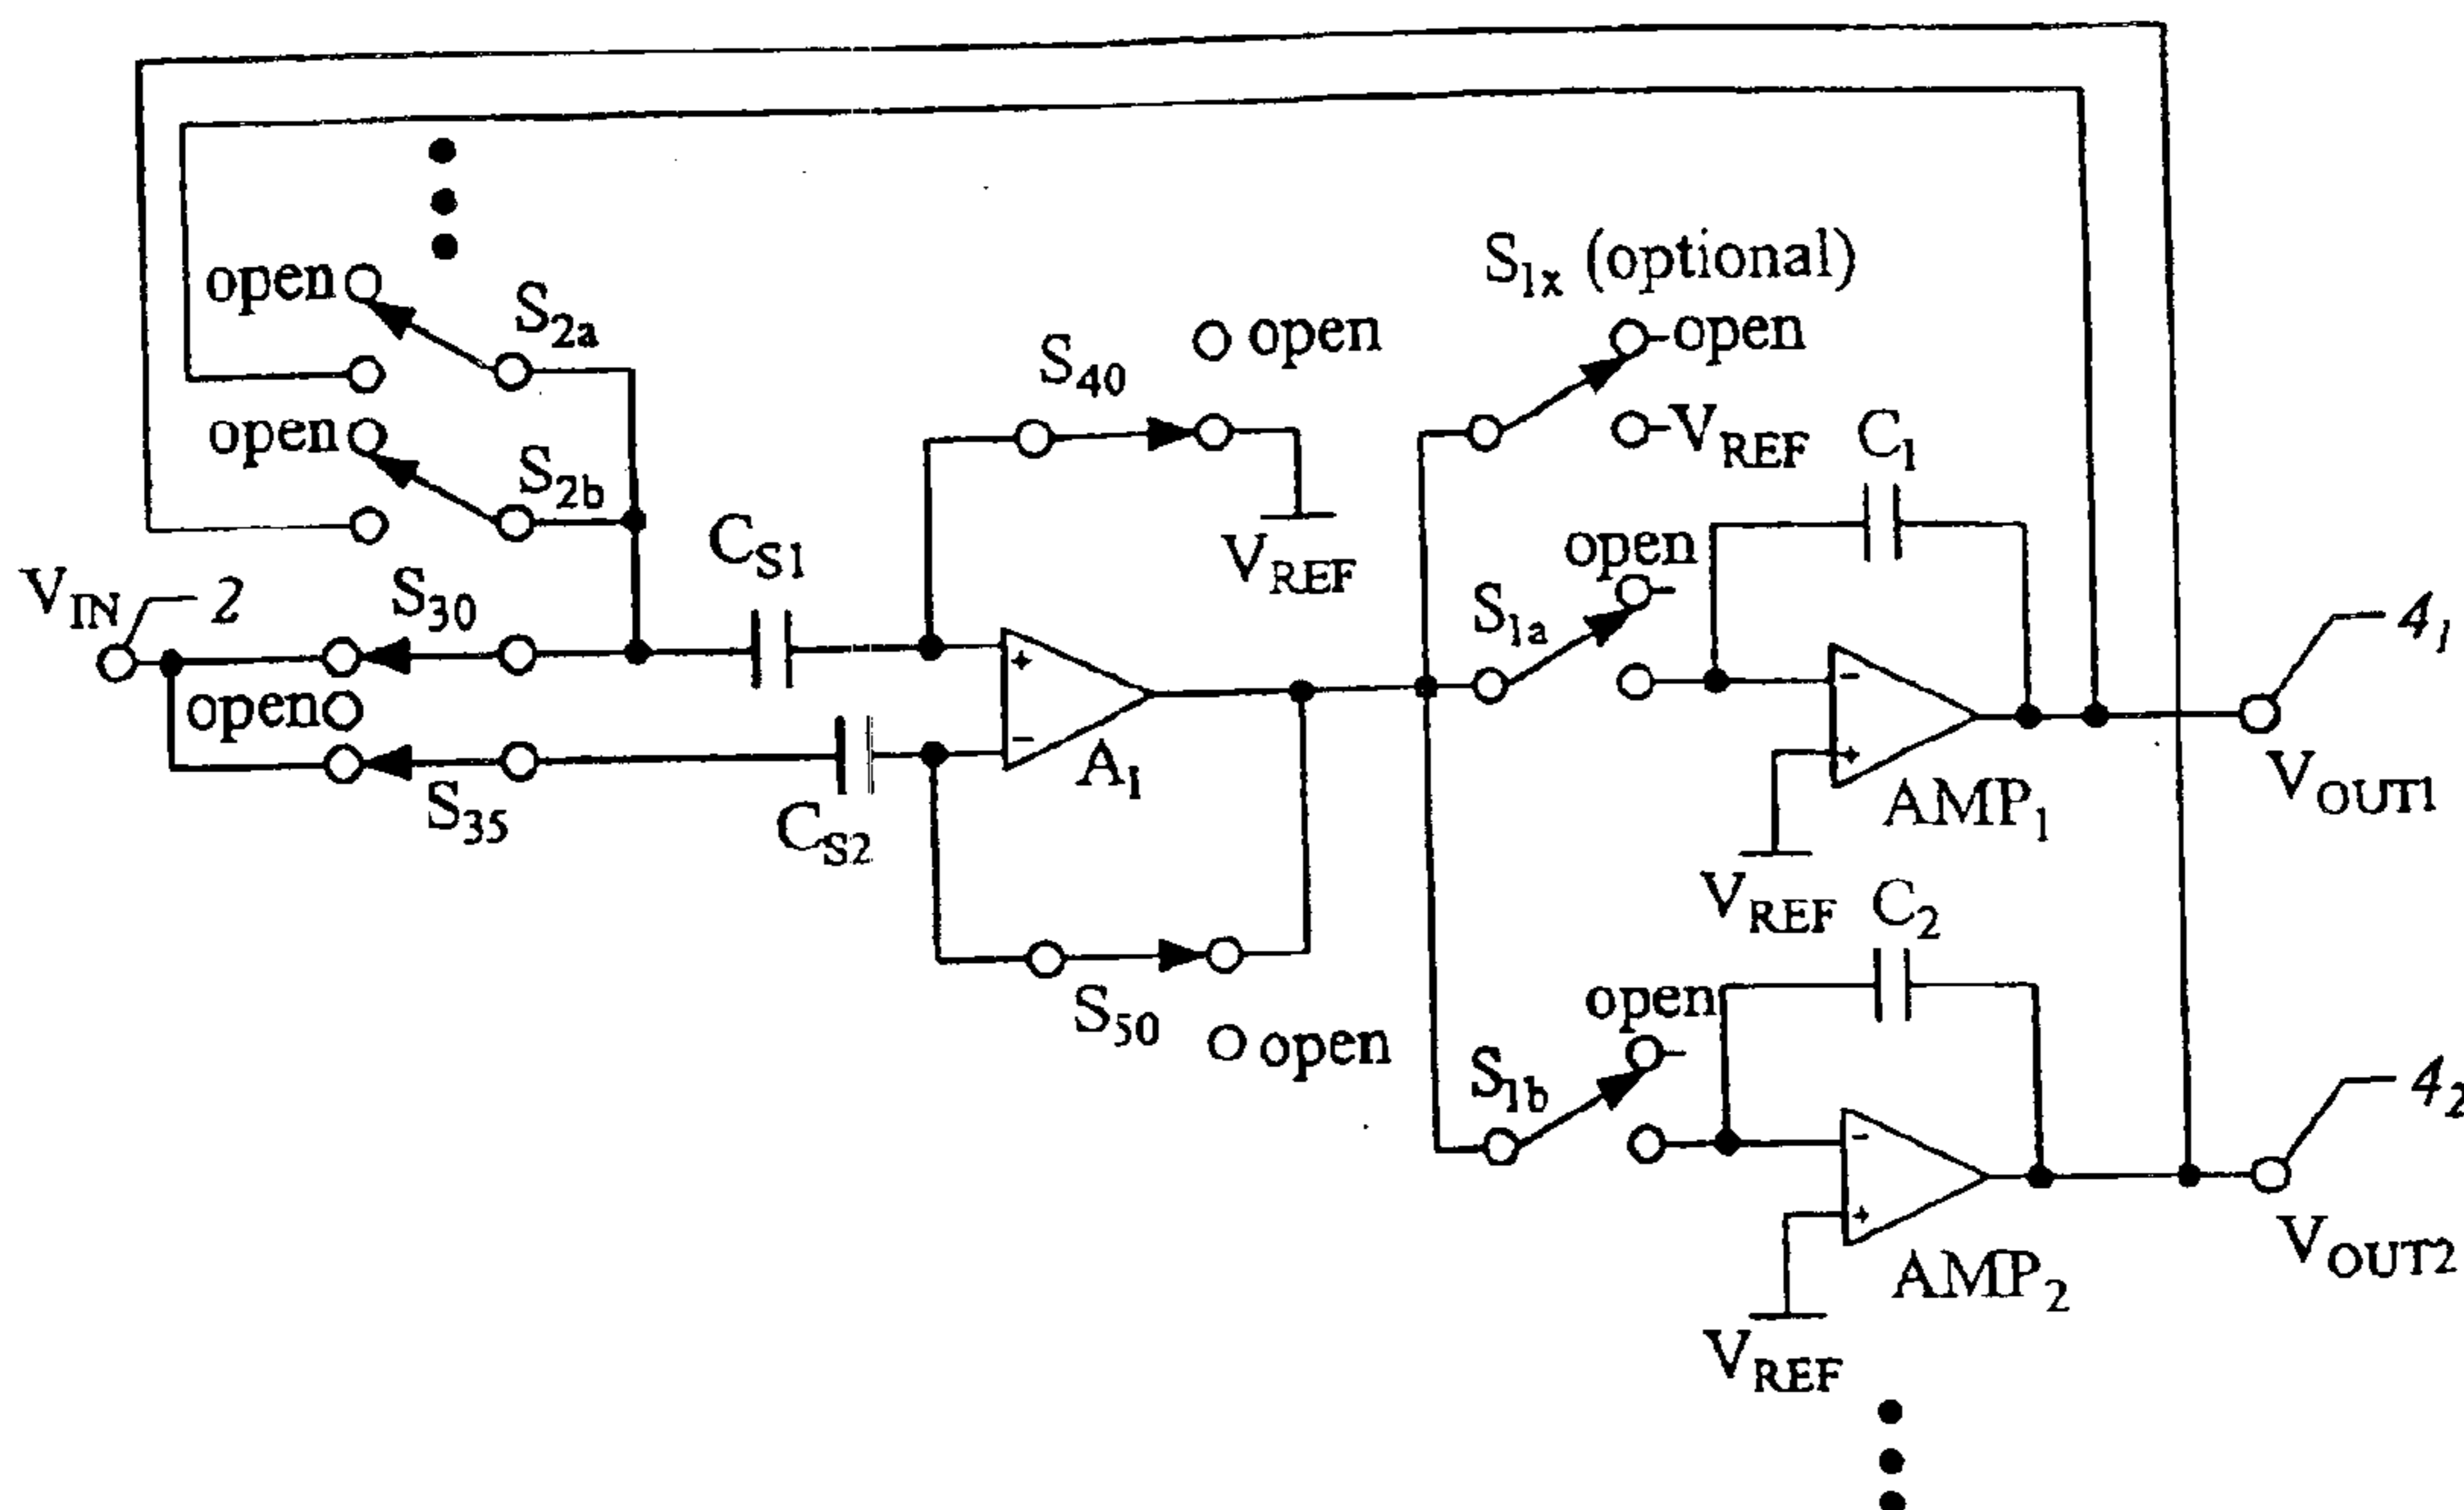 open
S2a
open
S2b
VIN
2
S30
open
S35
CS1
CS2
S40
open
VREF
+
-
A1
S50
open
S1x (optional)
open
VREF
C1
open
S1a
-
+
AMP1
VREF
41
VOUT1
C2
open
S1b
-
+
AMP2
VREF
42
VOUT2